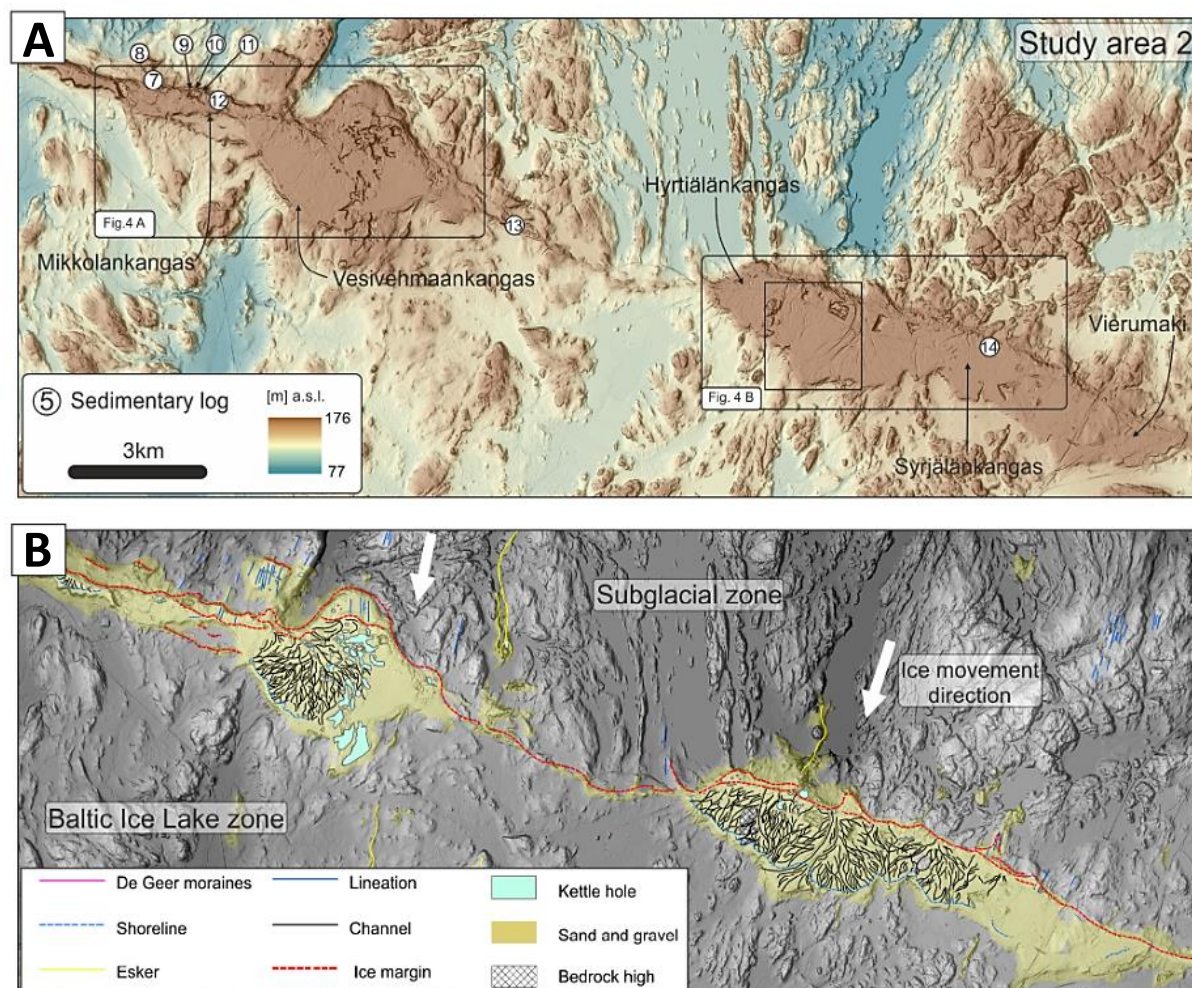 A
Study area 2
8
9
10
11
7
12
Hyrtiälänkangas
Fig.4 A
13
Mikkolankangas
Vesivehmaankangas
Vierumaki
14
5 Sedimentary log
[m] a.s.l.
176
3km
77
Fig. 4 B
Syrjälänkangas
B
Subglacial zone
Ice movement
direction
Baltic Ice Lake zone
De Geer moraines
Lineation
Kettle hole
Shoreline
Channel
Sand and gravel
Esker
Ice margin
Bedrock high